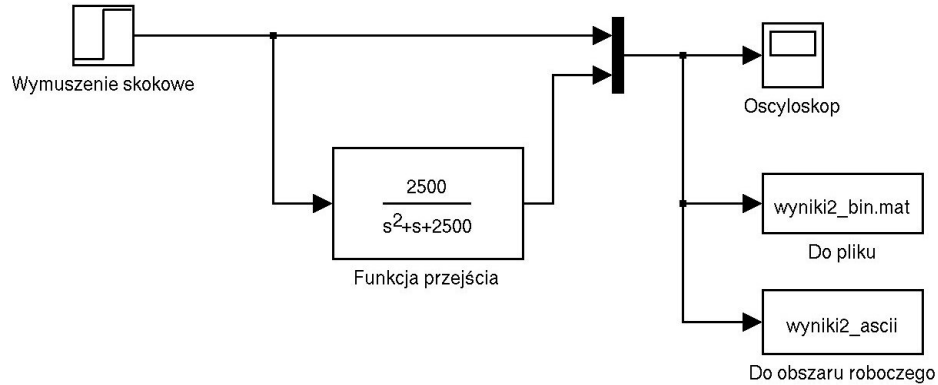 Wymuszenie skokowe
Oscyloskop
2500
s²+s+2500
Funkcja przejścia
wyniki2_bin.mat
Do pliku
wyniki2_ascii
Do obszaru roboczego